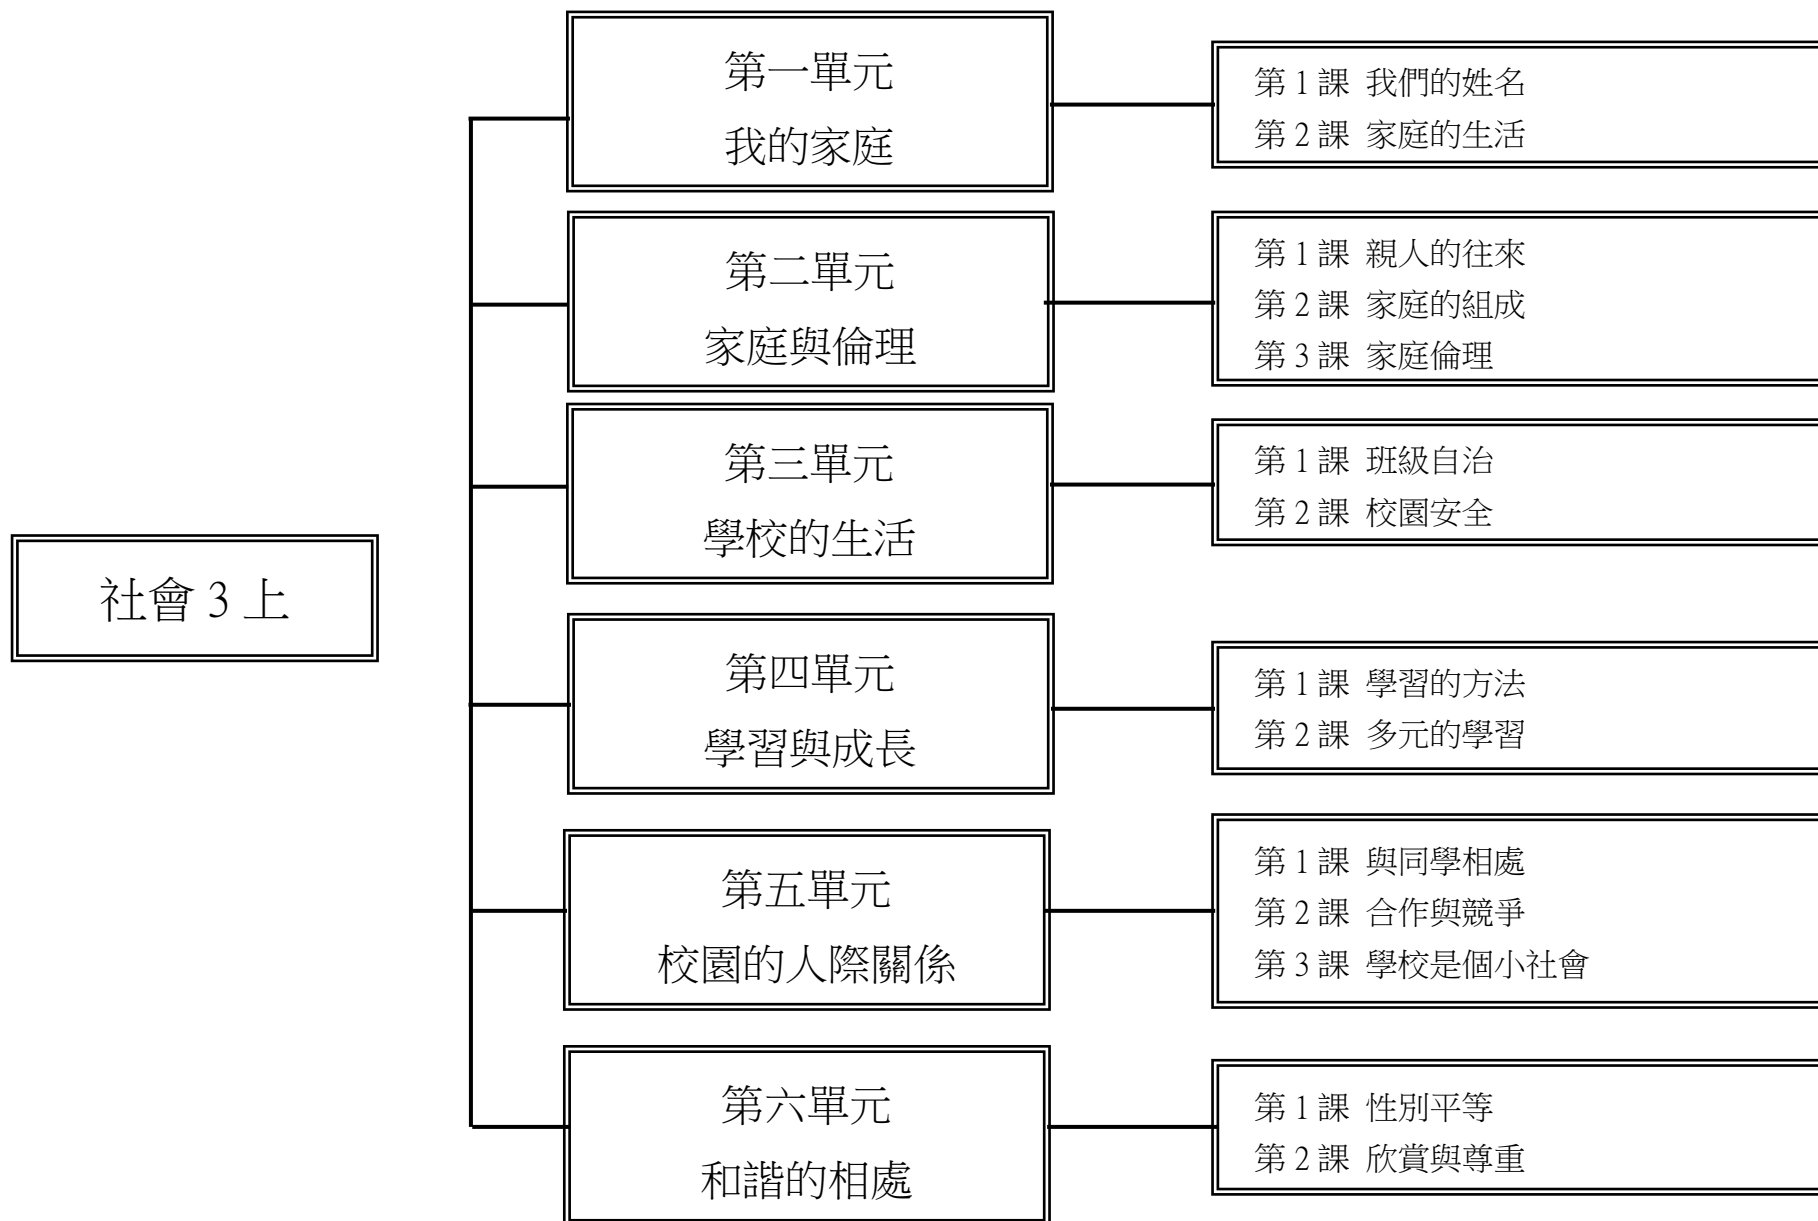 社會 3 上
第一單元
我的家庭
第 1 課 我們的姓名
第 2 課 家庭的生活
第二單元
家庭與倫理
第 1 課 親人的往來
第 2 課 家庭的組成
第 3 課 家庭倫理
第三單元
學校的生活
第 1 課 班級自治
第 2 課 校園安全
第四單元
學習與成長
第 1 課 學習的方法
第 2 課 多元的學習
第五單元
校園的人際關係
第 1 課 與同學相處
第 2 課 合作與競爭
第 3 課 學校是個小社會
第六單元
和諧的相處
第 1 課 性別平等
第 2 課 欣賞與尊重